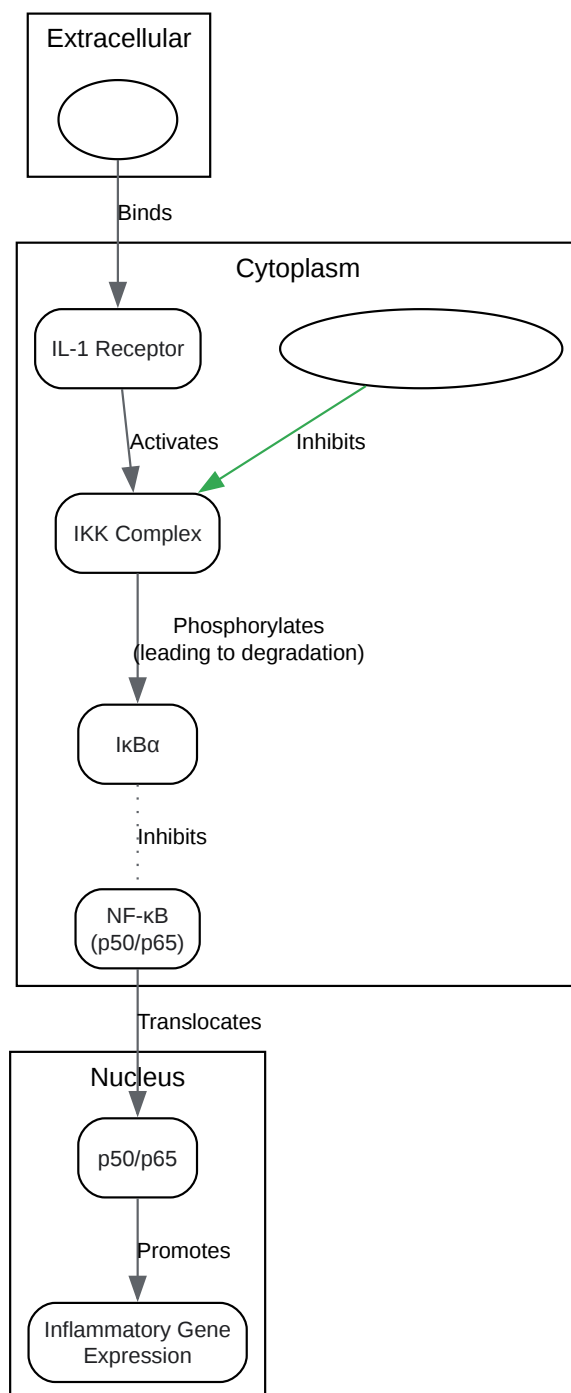 Extracellular
Binds
Cytoplasm
IL-1 Receptor
Activates
Inhibits
IKK Complex
Phosphorylates
(leading to degradation)
IκBα
Inhibits
NF-κB
(p50/p65)
Translocates
Nucleus
p50/p65
Promotes
Inflammatory Gene
Expression